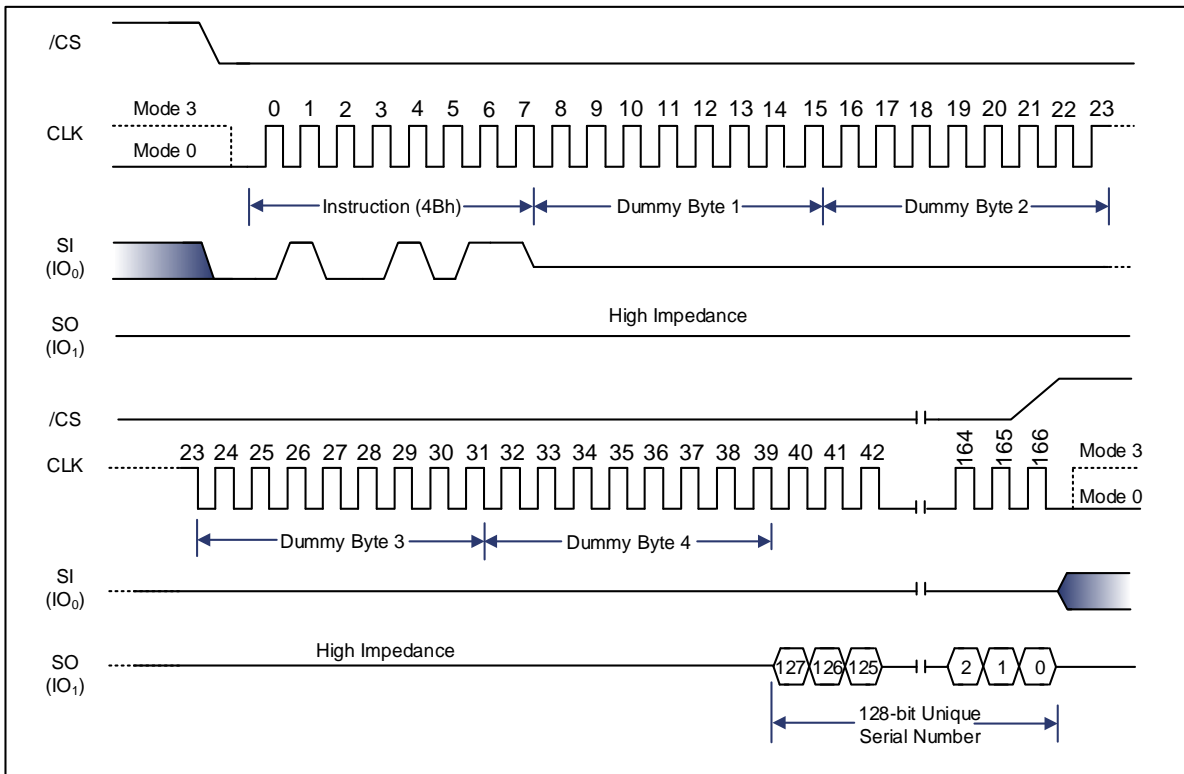 /CS
Mode 3
0 1 2 3 4 5 6 7 8 9 10 11 12 13 14 15 16 17 18 19 20 21 22 23
CLK
Mode 0
Instruction (4Bh) Dummy Byte 1 Dummy Byte 2
SI
(IO0)
High Impedance
SO
(IO1)
/CS
23 24 25 26 27 28 29 30 31 32 33 34 35 36 37 38 39 40 41 42 164 165 166
CLK
Mode 3
Mode 0
Dummy Byte 3 Dummy Byte 4
SI
(IO0)
High Impedance
SO
(IO1)
127 126 125 2 1 0
128-bit Unique
Serial Number